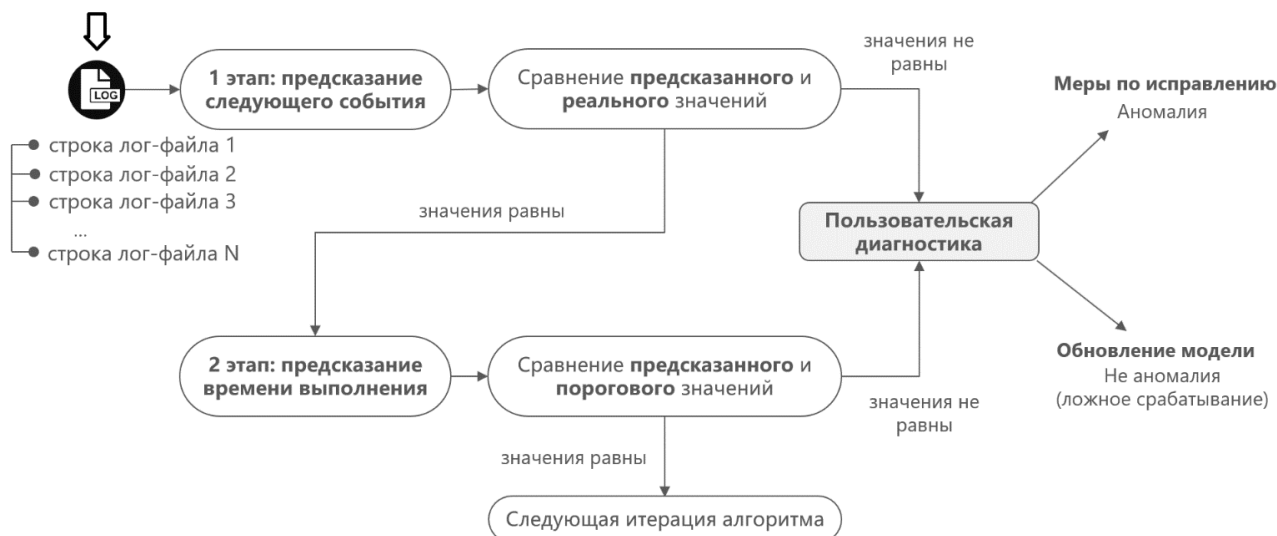 LOG
строка лог-файла 1
строка лог-файла 2
строка лог-файла 3
...
строка лог-файла N
1 этап: предсказание
следующего события
Сравнение предсказанного и
реального значений
значения не
равны
значения равны
Пользовательская
диагностика
Меры по исправлению
Аномалия
Обновление модели
Не аномалия
(ложное срабатывание)
2 этап: предсказание
времени выполнения
Сравнение предсказанного и
порогового значений
значения не
равны
значения равны
Следующая итерация алгоритма